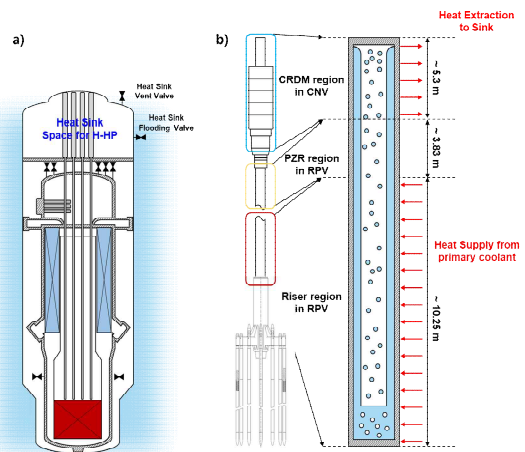 a)
Heat Sink
Vent Valve
Heat Sink
Space for H-HP
Heat Sink
Flooding Valve
b)
Heat Extraction
to Sink
CRDM region
in CNV
~ 5.3 m
PZR region
in RPV
~ 3.83 m
Heat Supply from
primary coolant
Riser region
in RPV
~ 10.25 m